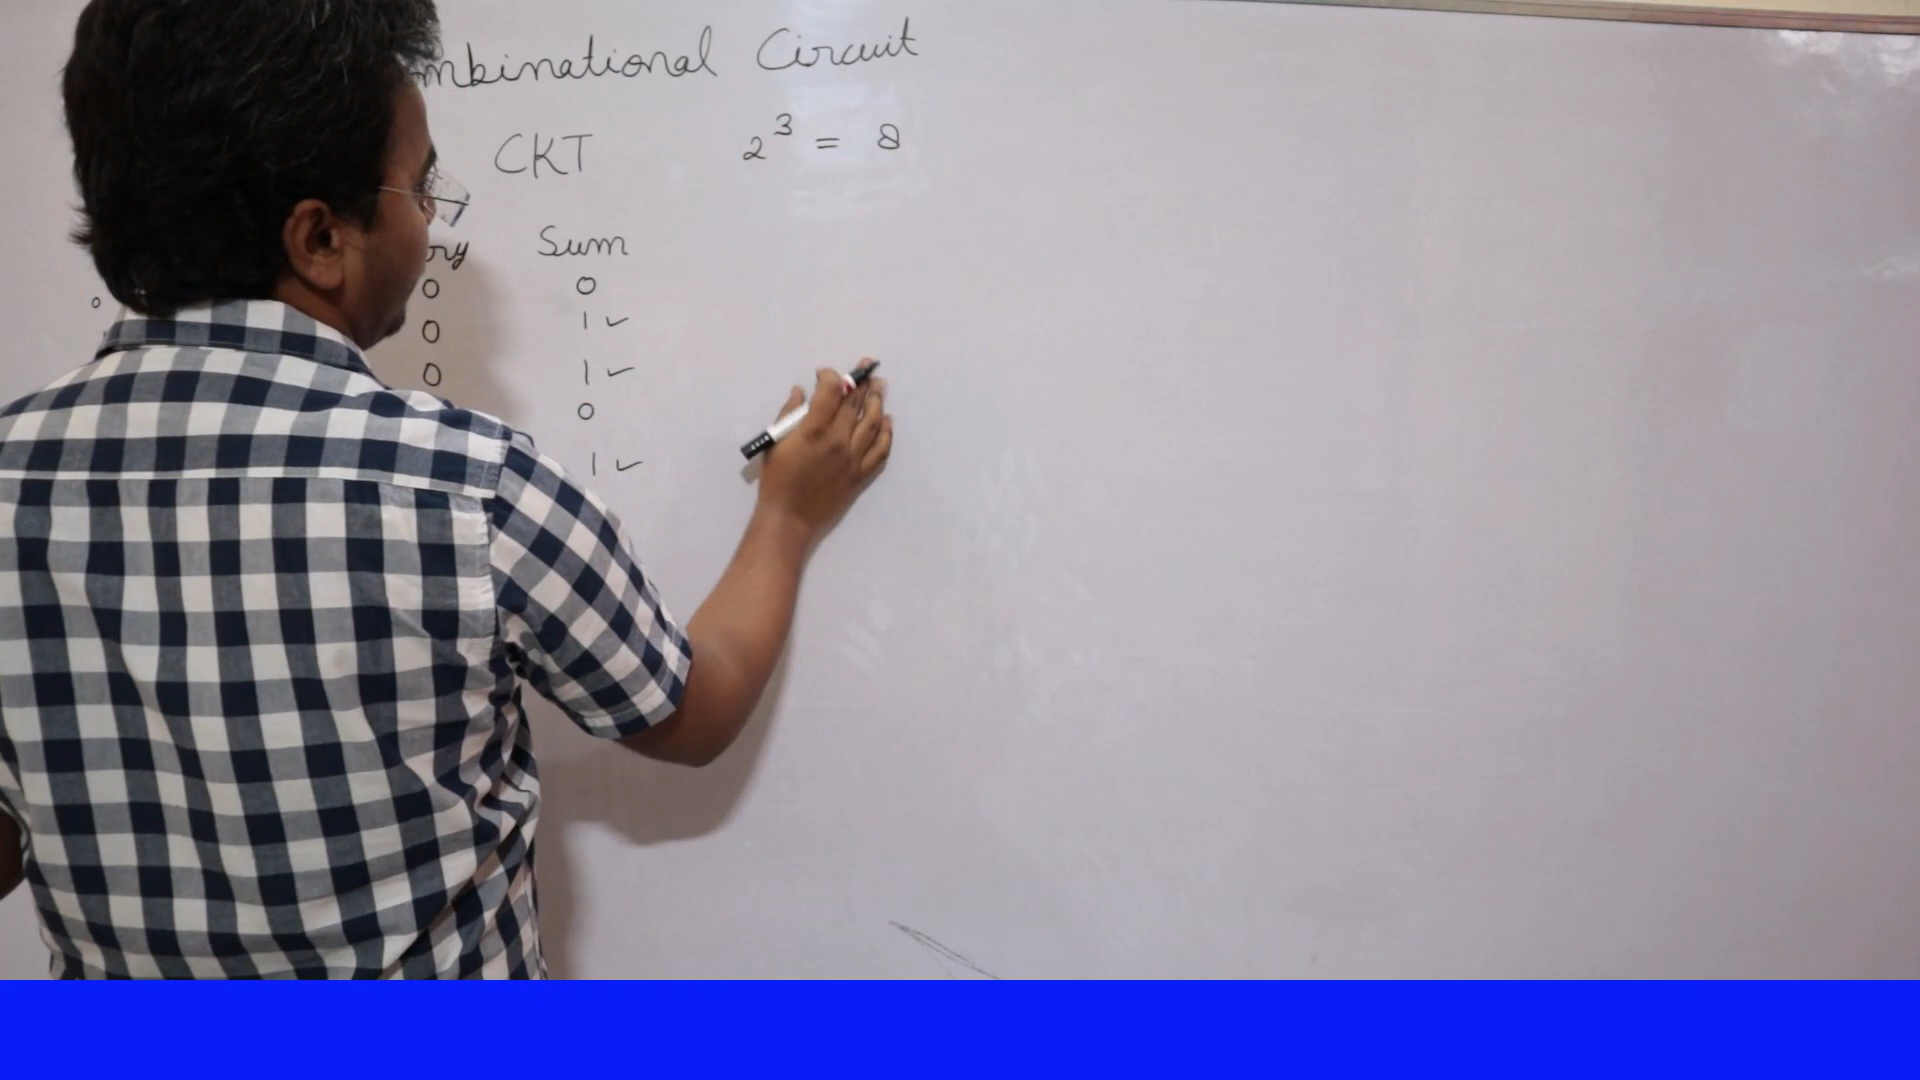 mbinational Circuit
CKT 2³ = 8
ry Sum
0 0 0
0 1 ✓
0 1 ✓
0
1 ✓